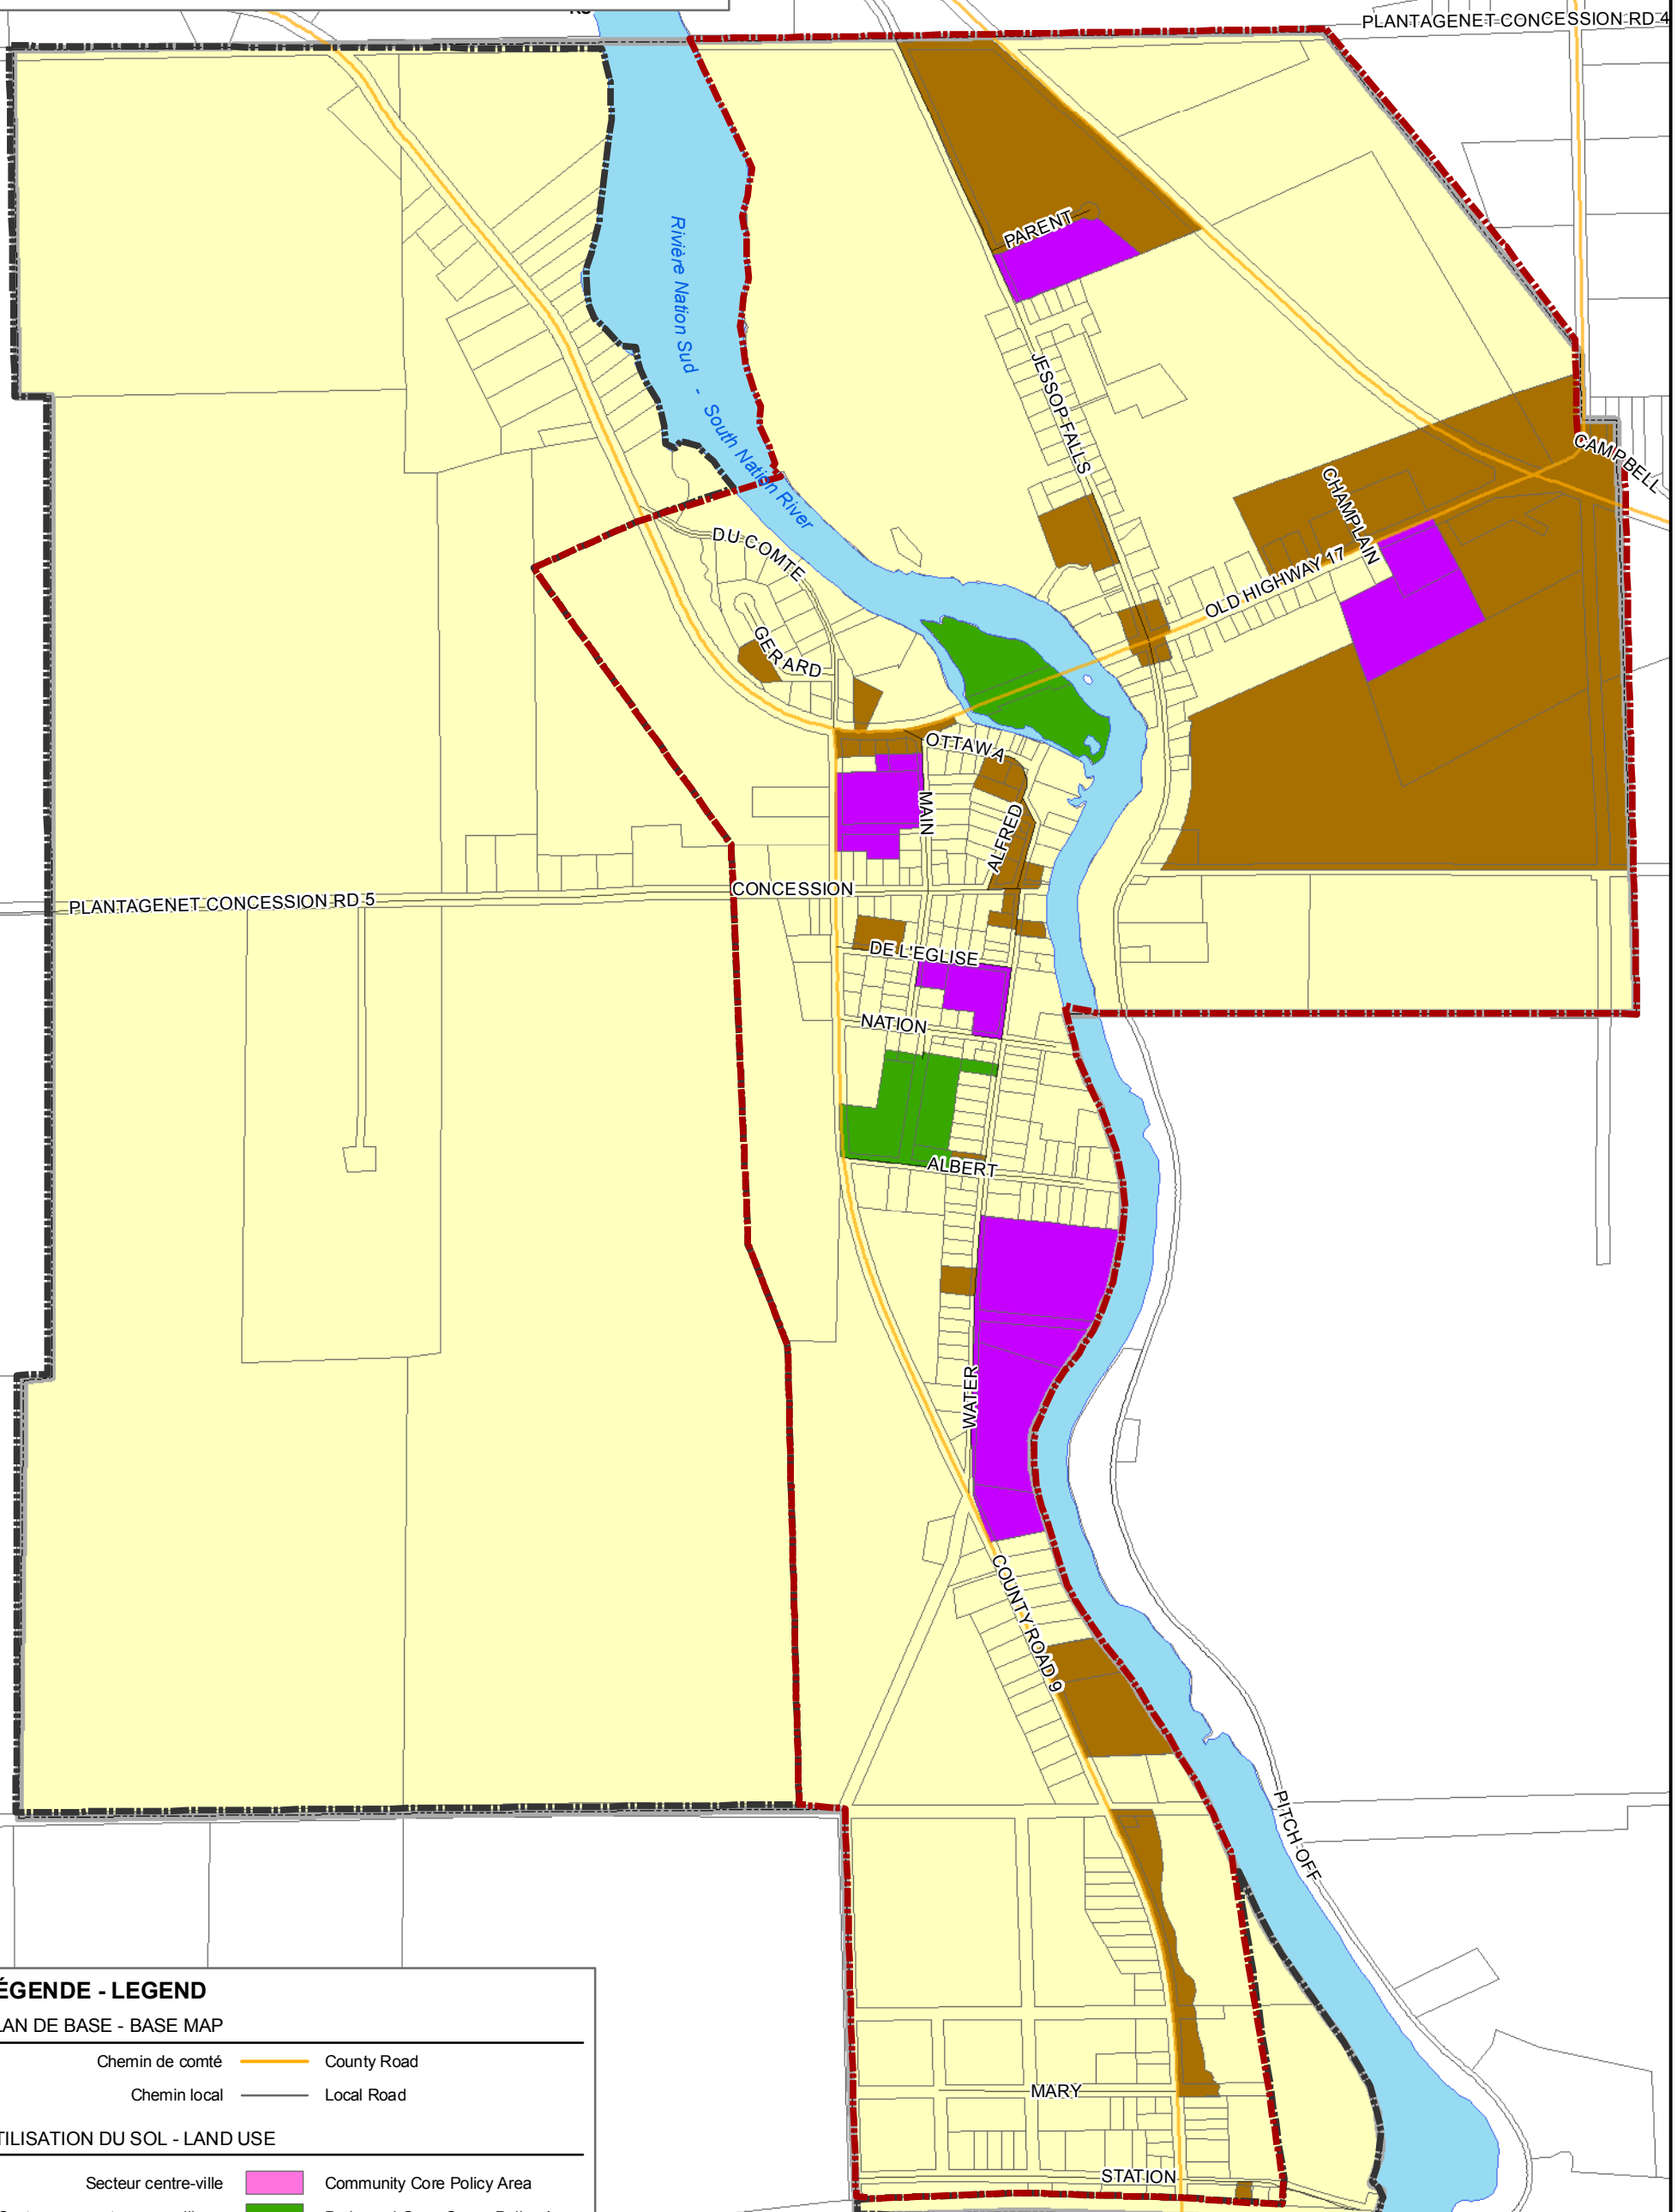 PLANTAGENET CONCESSION RD 4
PARENT
Rivière Nation Sud - South Nation River
JESSOP FALLS
CAMPBELL
CHAMPLAIN
DU COMTE
OLD HIGHWAY 17
GERARD
OTTAWA
MAIN
ALFRED
CONCESSION
PLANTAGENET CONCESSION RD 5
DE L'EGLISE
NATION
ALBERT
WATER
COUNTY ROAD 9
PITCH-OFF
MARY
STATION
ÉGENDE - LEGEND
LAN DE BASE - BASE MAP
Chemin de comté County Road
Chemin local Local Road
TILISATION DU SOL - LAND USE
Secteur centre-ville Community Core Policy Area